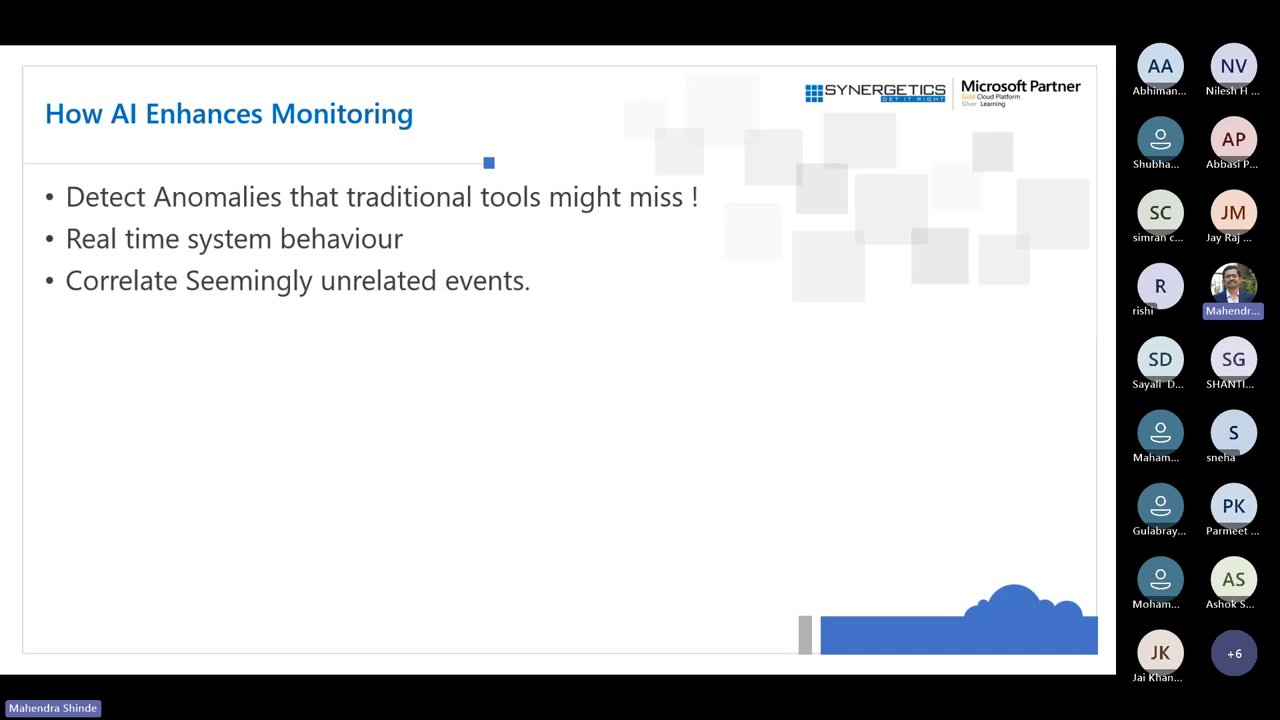 How AI Enhances Monitoring
SYNERGETICS
GET IT RIGHT
Microsoft Partner
Gold Cloud Platform
Silver Learning
• Detect Anomalies that traditional tools might miss !
• Real time system behaviour
• Correlate Seemingly unrelated events.
AA
Abhiman...
NV
Nilesh H ...
Shubha...
AP
Abbasi P...
SC
simran c...
JM
Jay Raj ...
R
rishi
Mahendr...
SD
Sayali D...
SG
SHANTI...
Maham...
S
sneha
Gulabray...
PK
Parmeet ...
Moham...
AS
Ashok S...
JK
Jai Khan...
+6
Mahendra Shinde